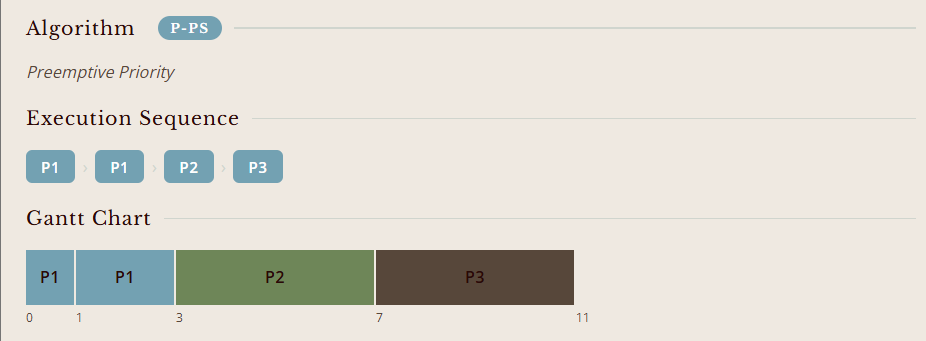 Algorithm P-PS
Preemptive Priority
Execution Sequence
P1 › P1 › P2 › P3
Gantt Chart
P1 P1 P2 P3
0 1 3 7 11